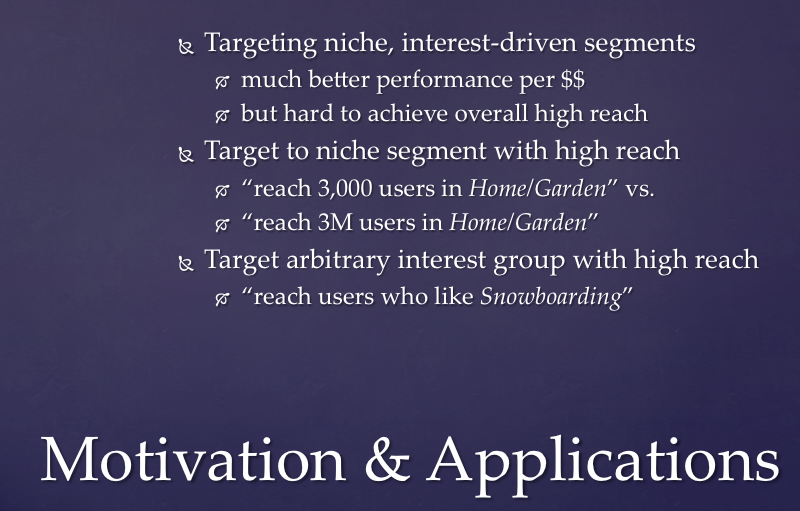 Targeting niche, interest-driven segments
much better performance per $$
but hard to achieve overall high reach
Target to niche segment with high reach
“reach 3,000 users in Home/Garden” vs.
“reach 3M users in Home/Garden”
Target arbitrary interest group with high reach
“reach users who like Snowboarding”
Motivation & Applications